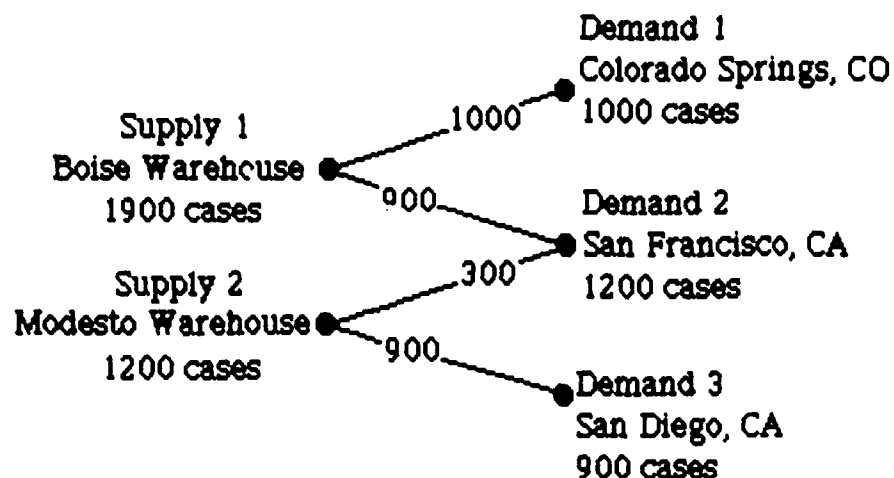 Demand 1
Colorado Springs, CO
1000 cases
1000
Supply 1
Boise Warehouse
1900 cases
900
Demand 2
San Francisco, CA
1200 cases
300
Supply 2
Modesto Warehouse
1200 cases
900
Demand 3
San Diego, CA
900 cases